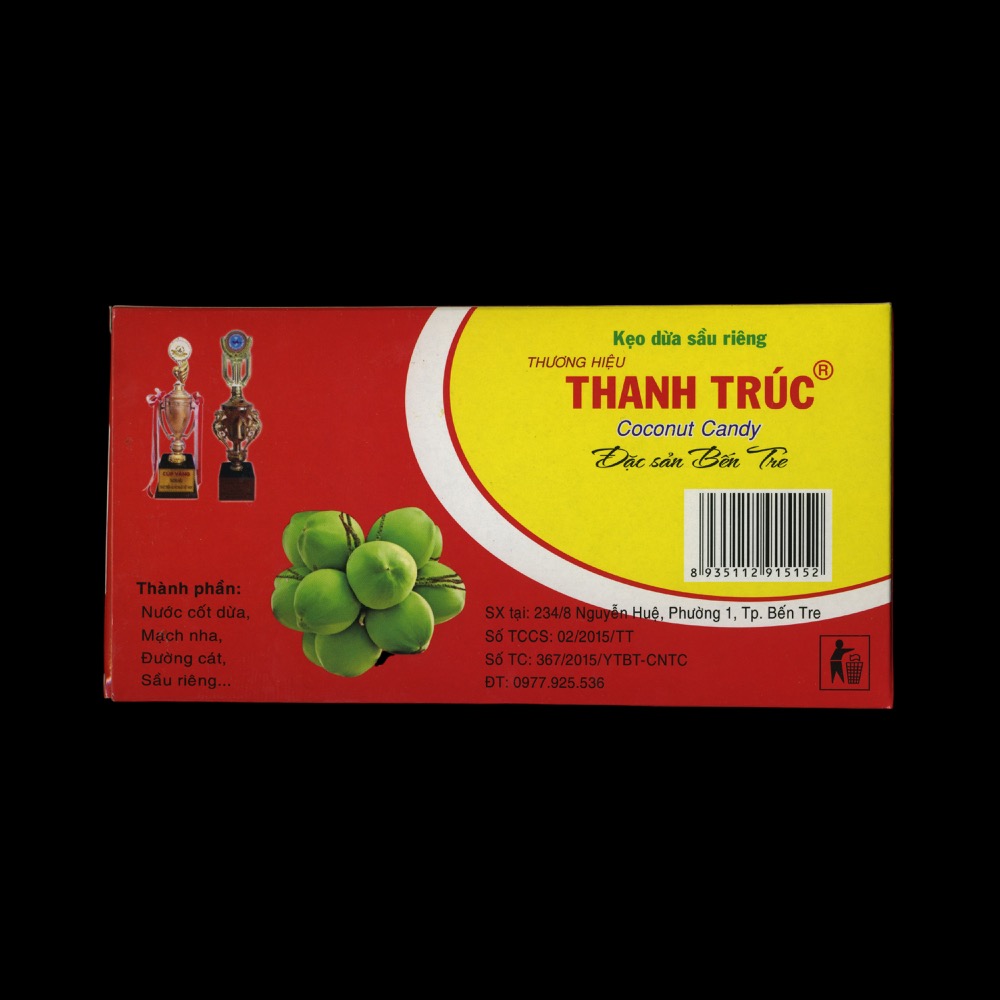 Kẹo dừa sầu riêng
THƯƠNG HIỆU
THANH TRÚC®
Coconut Candy
Đặc sản Bến Tre
8 935112 915152
Thành phần:
Nước cốt dừa,
Mạch nha,
Đường cát,
Sầu riêng...
SX tại: 234/8 Nguyễn Huệ, Phường 1, Tp. Bến Tre
Số TCCS: 02/2015/TT
Số TC: 367/2015/YTBT-CNTC
ĐT: 0977.925.536